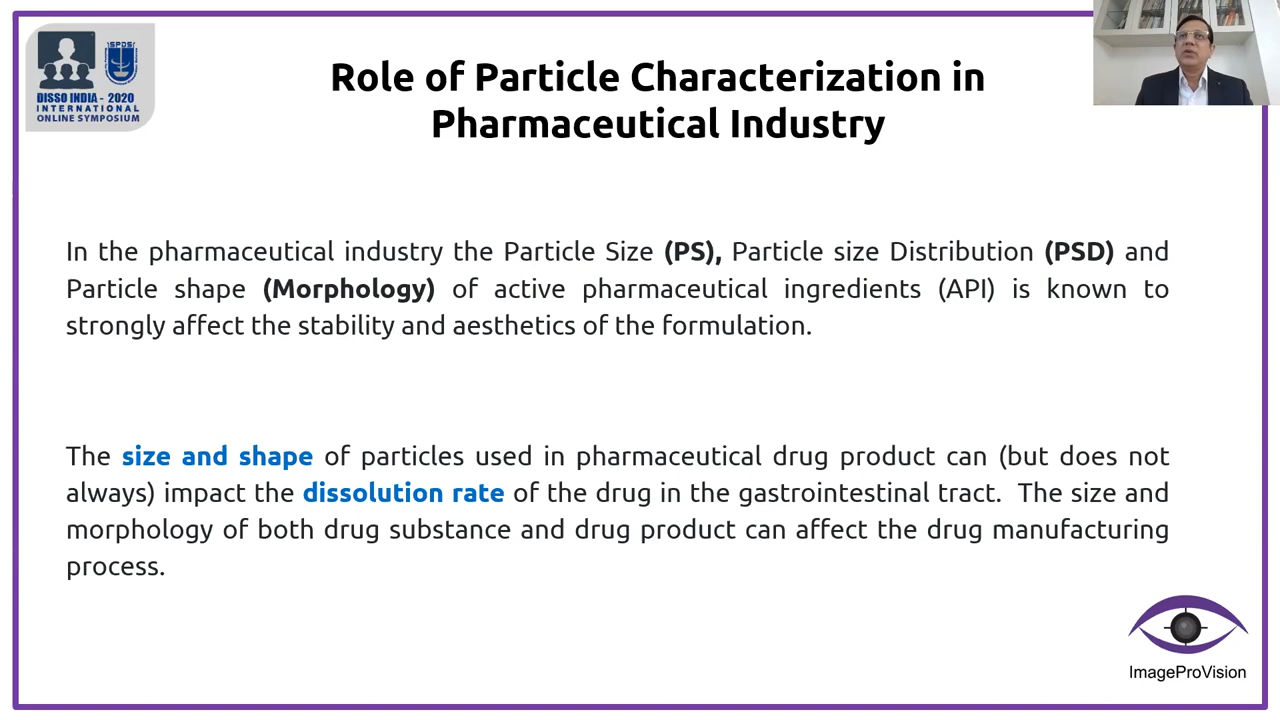 SPDS
DISSO INDIA - 2020
INTERNATIONAL
ONLINE SYMPOSIUM
Role of Particle Characterization in
Pharmaceutical Industry
In the pharmaceutical industry the Particle Size (PS), Particle size Distribution (PSD) and
Particle shape (Morphology) of active pharmaceutical ingredients (API) is known to
strongly affect the stability and aesthetics of the formulation.
The size and shape of particles used in pharmaceutical drug product can (but does not
always) impact the dissolution rate of the drug in the gastrointestinal tract. The size and
morphology of both drug substance and drug product can affect the drug manufacturing
process.
ImageProVision